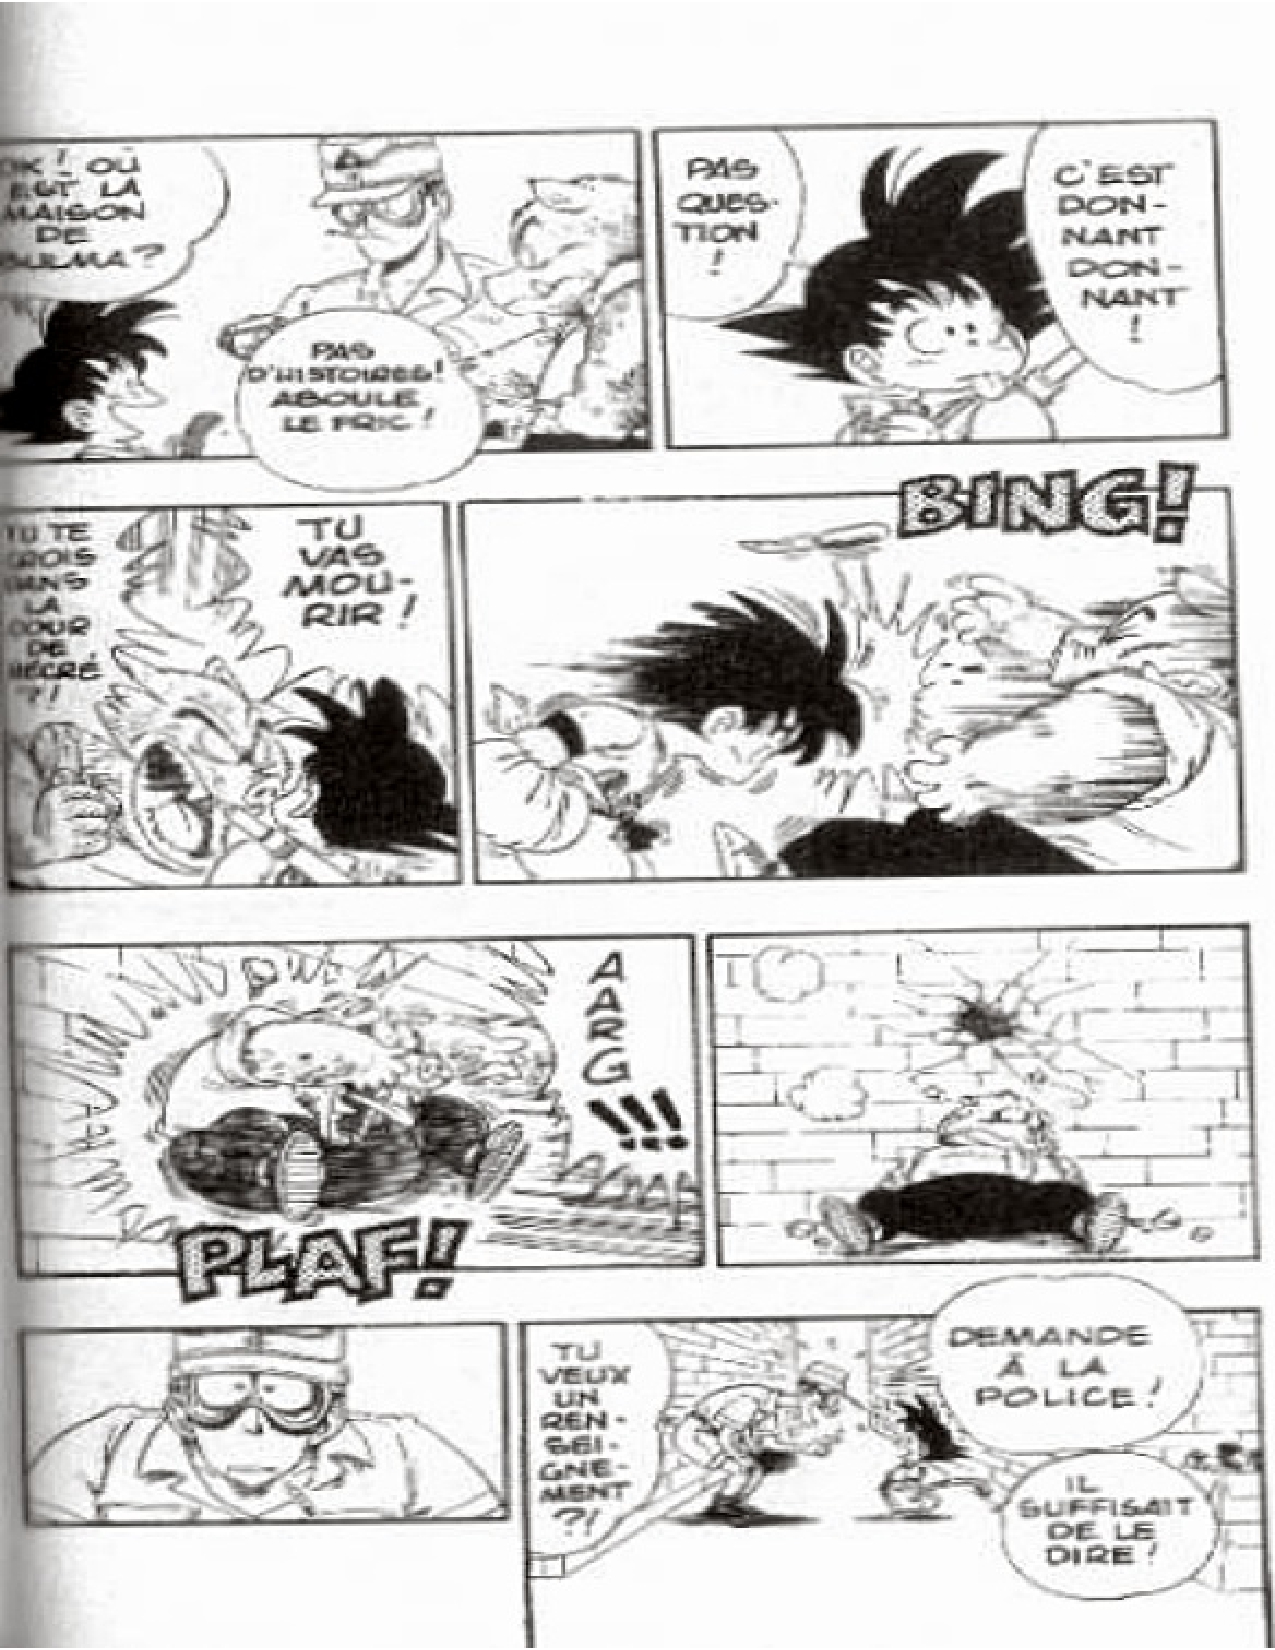 OK! OÙ
EST LA
MAISON
DE
BULMA?
PAS
D'HISTOIRES!
ABOULE
LE FRIC!
PAS
QUES-
TION
!
C'EST
DON-
NANT
DON-
NANT
!
TU TE
CROIS
DANS
LA
COUR
DE
RÉCRÉ
?!
TU
VAS
MOU-
RIR!
BING!
AARG
!!!
PLAF!
TU
VEUX
UN
REN-
SEI-
GNE-
MENT
?!
DEMANDE
À LA
POLICE!
IL
SUFFISAIT
DE LE
DIRE!